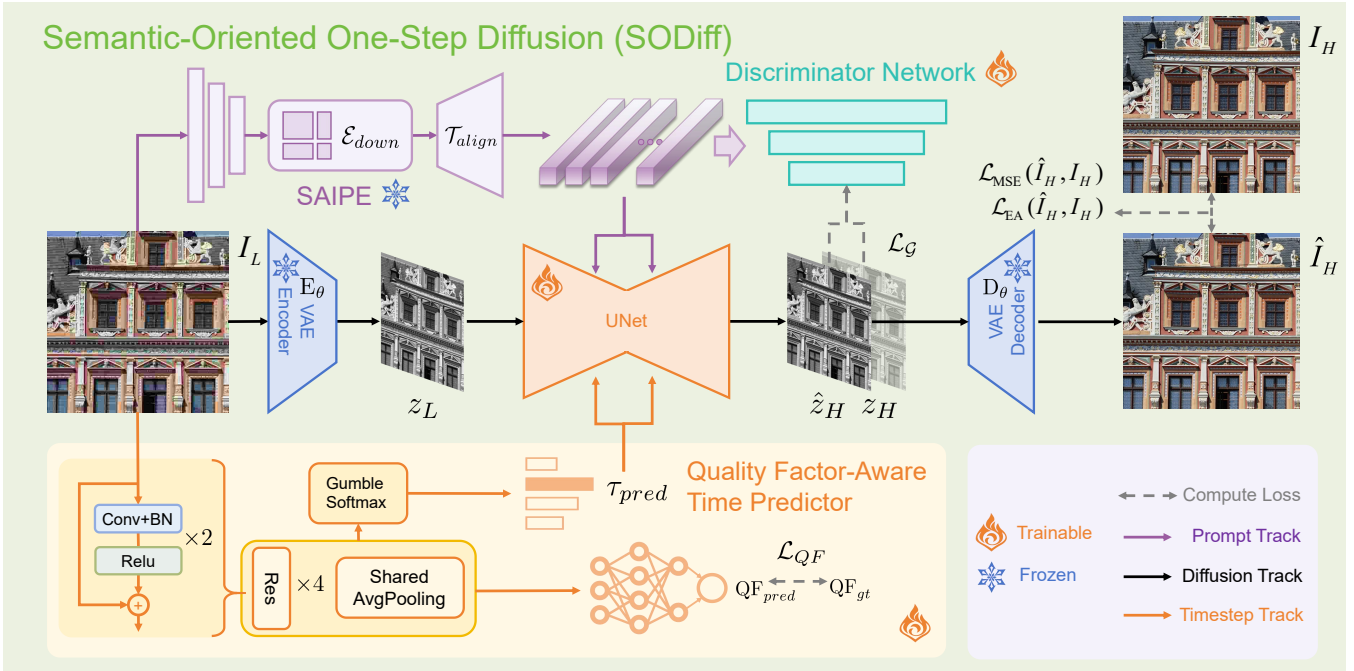 Semantic-Oriented One-Step Diffusion (SODiff)
I_H
Discriminator Network
ℰ_down
𝒯_align
SAIPE
ℒ_MSE(Î_H, I_H)
ℒ_EA(Î_H, I_H)
I_L
ℒ_𝒢
Î_H
E_θ
VAE
Encoder
UNet
D_θ
VAE
Decoder
z_L
ẑ_H
z_H
Quality Factor-Aware
Time Predictor
Gumble
Softmax
τ_pred
Conv+BN
×2
Relu
+
Res
×4
Shared
AvgPooling
ℒ_QF
QF_pred
QF_gt
Compute Loss
Trainable
Prompt Track
Frozen
Diffusion Track
Timestep Track